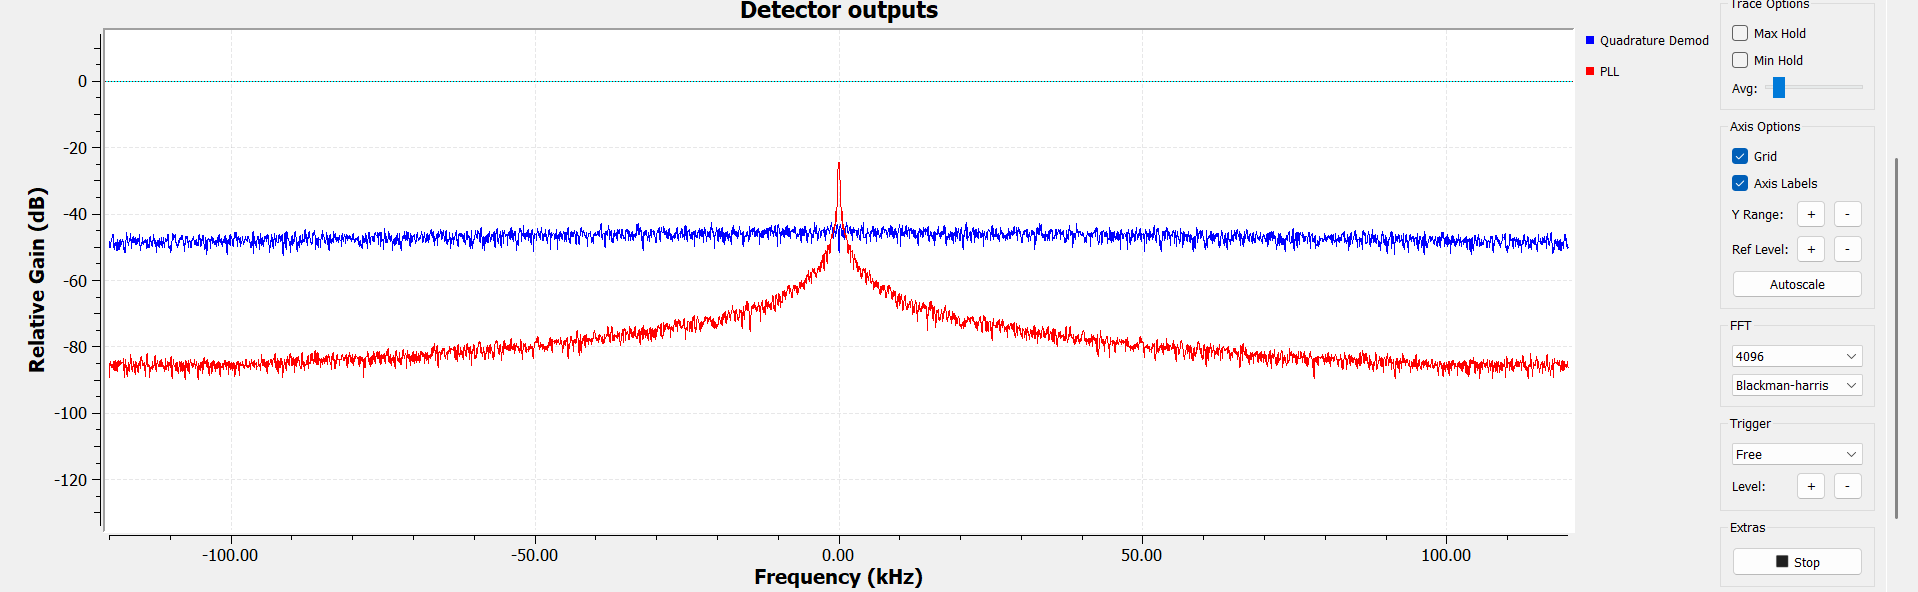 Detector outputs
Relative Gain (dB)
0
-20
-40
-60
-80
-100
-120
-100.00
-50.00
0.00
50.00
100.00
Frequency (kHz)
Quadrature Demod
PLL
Trace Options
Max Hold
Min Hold
Avg:
Axis Options
Grid
Axis Labels
Y Range: + -
Ref Level: + -
Autoscale
FFT
4096
Blackman-harris
Trigger
Free
Level: + -
Extras
Stop